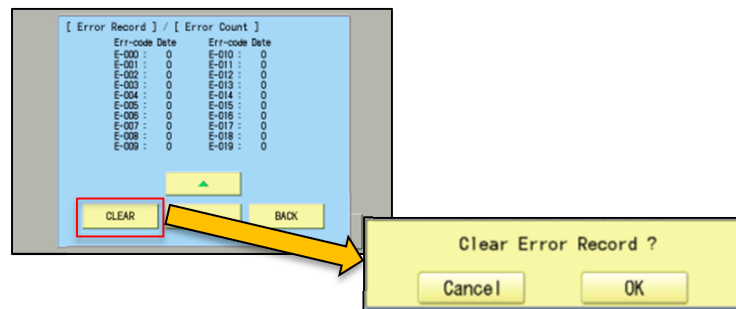 [ Error Record ] / [ Error Count ]
Err-code Date Err-code Date
E-000 : 0 E-010 : 0
E-001 : 0 E-011 : 0
E-002 : 0 E-012 : 0
E-003 : 0 E-013 : 0
E-004 : 0 E-014 : 0
E-005 : 0 E-015 : 0
E-006 : 0 E-016 : 0
E-007 : 0 E-017 : 0
E-008 : 0 E-018 : 0
E-009 : 0 E-019 : 0
CLEAR BACK
Clear Error Record ?
Cancel OK